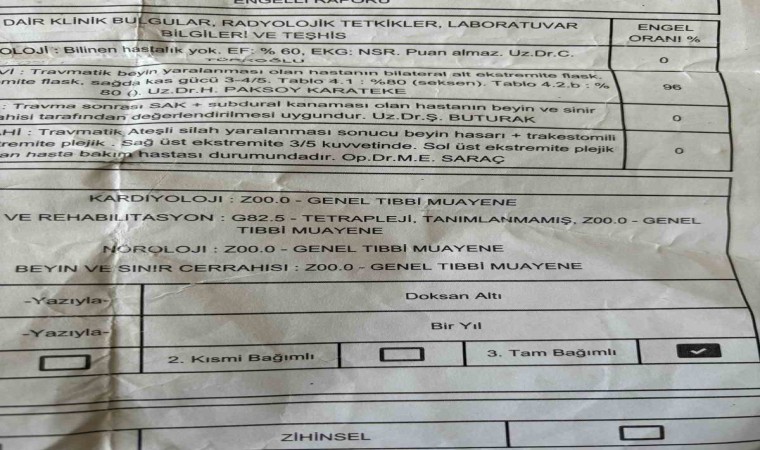 ENGELLİ RAPORU
DAİR KLİNİK BULGULAR, RADYOLOJİK TETKİKLER, LABORATUVAR
BİLGİLERİ VE TEŞHİS
ENGEL
ORANI %
OLOJİ : Bilinen hastalık yok. EF: % 60, EKG: NSR. Puan almaz. Uz.Dr.C.
0
Vİ : Travmatik beyin yaralanması olan hastanın bilateral alt ekstremite flask,
mite flask, sağda kas gücü 3-4/5. Tablo 4.1 : %80 (seksen). Tablo 4.2.b : %
80 (). Uz.Dr.H. PAKSOY KARATEKE
96
: Travma sonrası SAK + subdural kanaması olan hastanın beyin ve sinir
ahisi tarafından değerlendirilmesi uygundur. Uz.Dr.Ş. BUTURAK
0
AHİ : Travmatik Ateşli silah yaralanması sonucu beyin hasarı + trakestomili
tremite plejik . Sağ üst ekstremite 3/5 kuvvetinde. Sol üst ekstremite plejik
an hasta bakım hastası durumundadır. Op.Dr.M.E. SARAÇ
0
KARDİYOLOJİ : Z00.0 - GENEL TIBBİ MUAYENE
VE REHABİLİTASYON : G82.5 - TETRAPLEJİ, TANIMLANMAMIŞ, Z00.0 - GENEL
TIBBİ MUAYENE
NÖROLOJİ : Z00.0 - GENEL TIBBİ MUAYENE
BEYİN VE SİNİR CERRAHİSİ : Z00.0 - GENEL TIBBİ MUAYENE
-Yazıyla-
Doksan Altı
-Yazıyla-
Bir Yıl
2. Kısmi Bağımlı
3. Tam Bağımlı
ZİHİNSEL